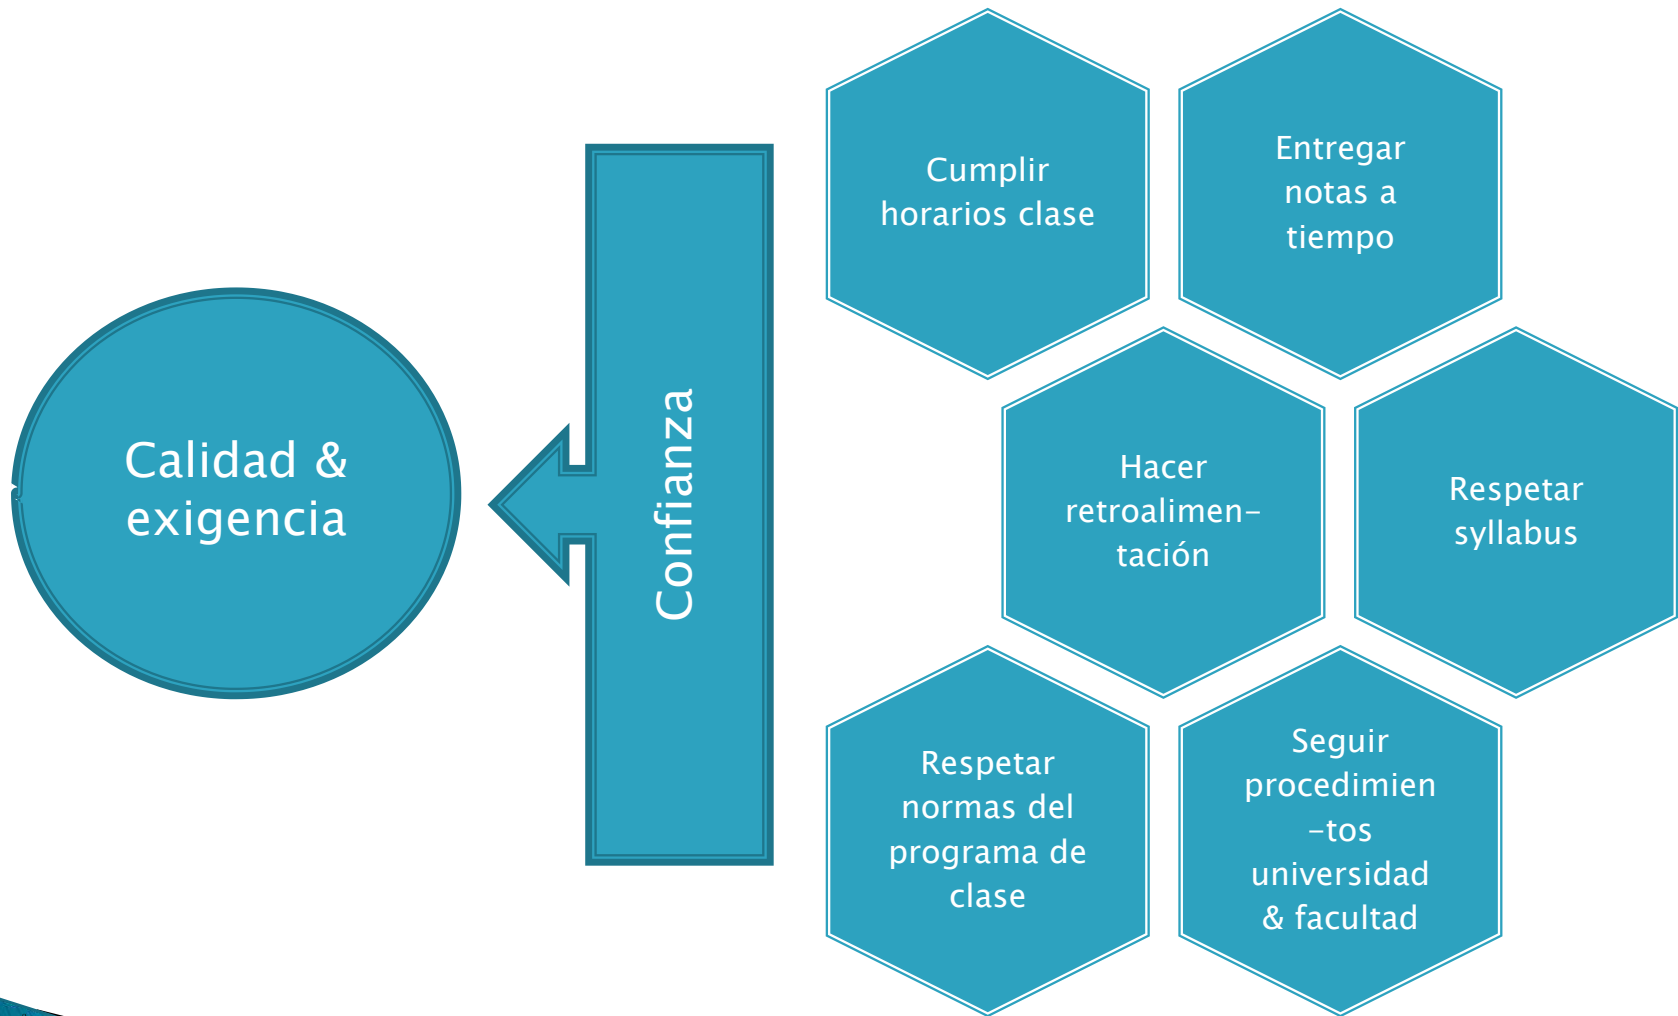 Calidad &
exigencia
Confianza
Cumplir
horarios clase
Entregar
notas a
tiempo
Hacer
retroalimen-
tación
Respetar
syllabus
Respetar
normas del
programa de
clase
Seguir
procedimien
-tos
universidad
& facultad